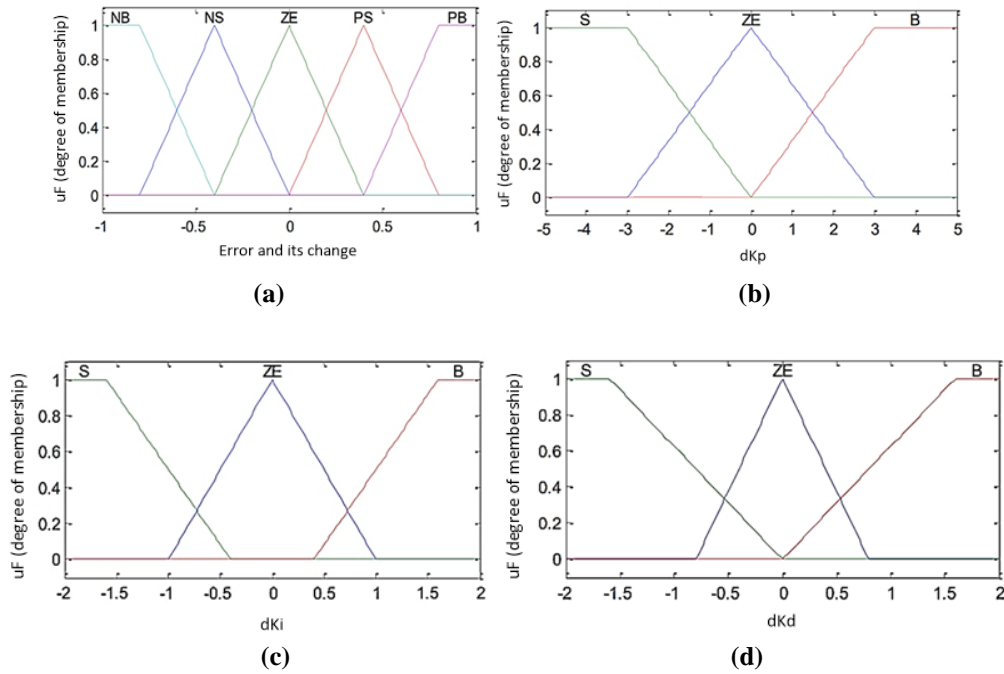 NB NS ZE PS PB
1
0.8
0.6
0.4
0.2
0
uF (degree of membership)
-1 -0.5 0 0.5 1
Error and its change
(a)
S ZE B
1
0.8
0.6
0.4
0.2
0
uF (degree of membership)
-5 -4 -3 -2 -1 0 1 2 3 4 5
dKp
(b)
S ZE B
1
0.8
0.6
0.4
0.2
0
uF (degree of membership)
-2 -1.5 -1 -0.5 0 0.5 1 1.5 2
dKi
(c)
S ZE B
1
0.8
0.6
0.4
0.2
0
uF (degree of membership)
-2 -1.5 -1 -0.5 0 0.5 1 1.5 2
dKd
(d)